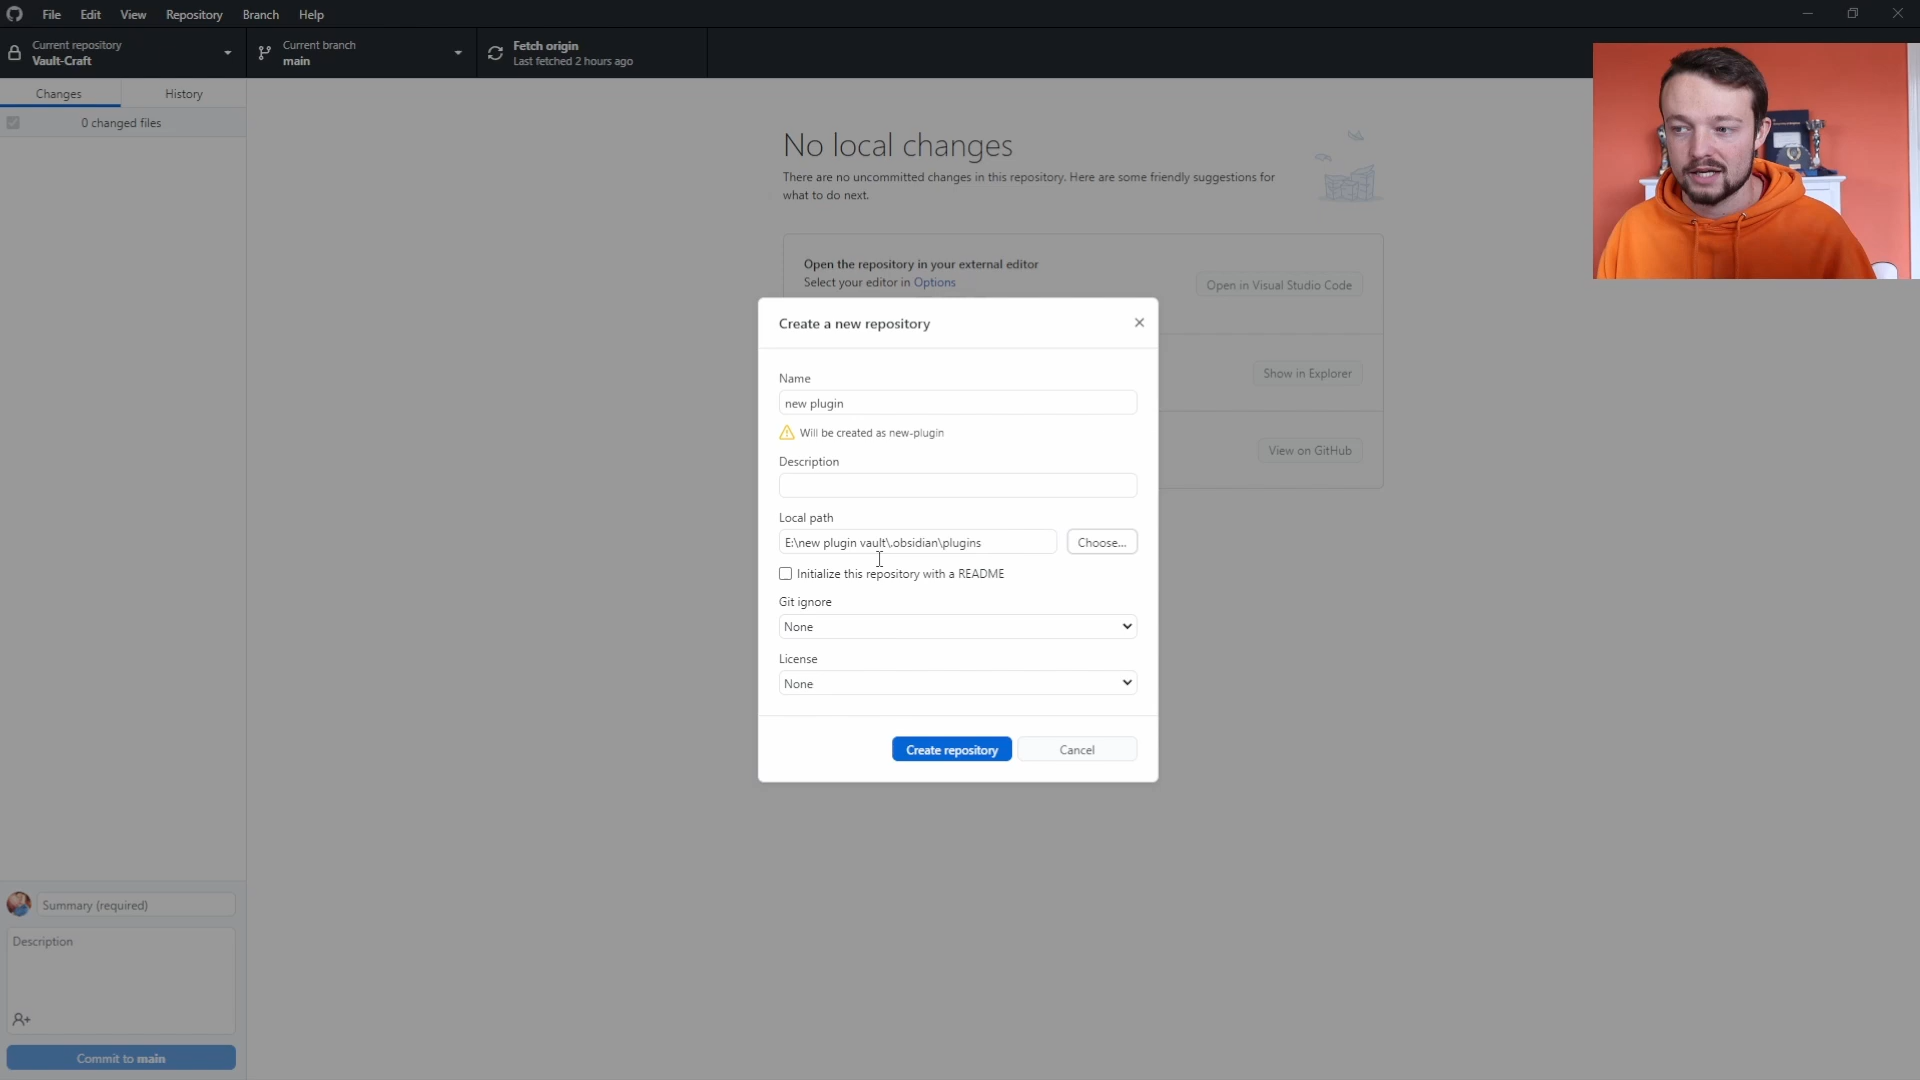 File Edit View Repository Branch Help
Current repository
Vault-Craft
Current branch
main
Fetch origin
Last fetched 2 hours ago
Changes History
0 changed files
No local changes
There are no uncommitted changes in this repository. Here are some friendly suggestions for
what to do next.
Open the repository in your external editor
Select your editor in Options
Open in Visual Studio Code
Show in Explorer
View on GitHub
Create a new repository
Name
new plugin
Will be created as new-plugin
Description
Local path
E:\new plugin vault\.obsidian\plugins
Choose...
Initialize this repository with a README
Git ignore
None
License
None
Create repository Cancel
Summary (required)
Description
Commit to main